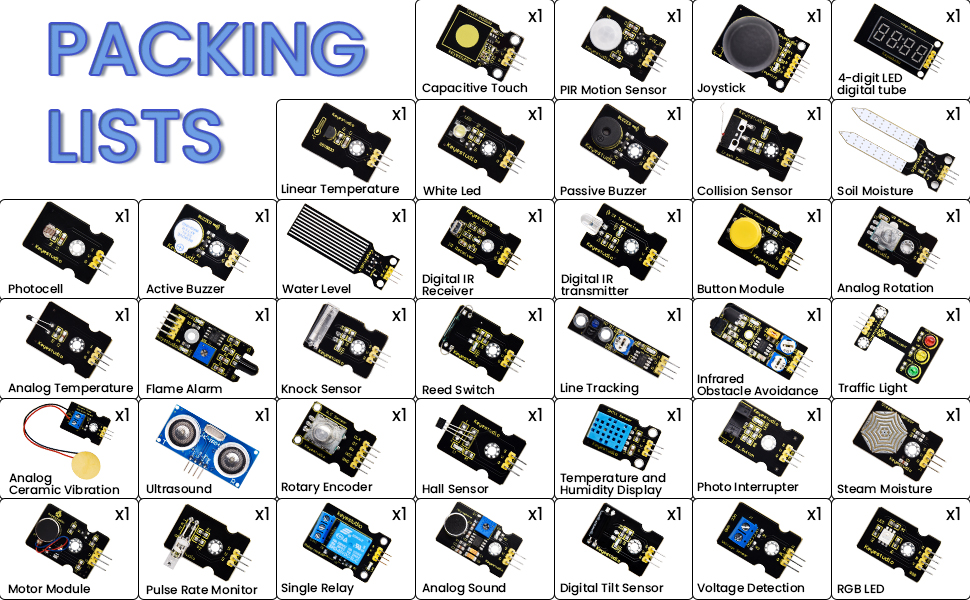 PACKING
LISTS
x1
Capacitive Touch
x1
PIR Motion Sensor
x1
Joystick
x1
4-digit LED
digital tube
x1
Linear Temperature
x1
White Led
x1
Passive Buzzer
x1
Collision Sensor
x1
Soil Moisture
x1
Photocell
x1
Active Buzzer
x1
Water Level
x1
Digital IR
Receiver
x1
Digital IR
transmitter
x1
Button Module
x1
Analog Rotation
x1
Analog Temperature
x1
Flame Alarm
x1
Knock Sensor
x1
Reed Switch
x1
Line Tracking
x1
Infrared
Obstacle Avoidance
x1
Traffic Light
x1
Analog
Ceramic Vibration
x1
Ultrasound
x1
Rotary Encoder
x1
Hall Sensor
x1
Temperature and
Humidity Display
x1
Photo Interrupter
x1
Steam Moisture
x1
Motor Module
x1
Pulse Rate Monitor
x1
Single Relay
x1
Analog Sound
x1
Digital Tilt Sensor
x1
Voltage Detection
x1
RGB LED